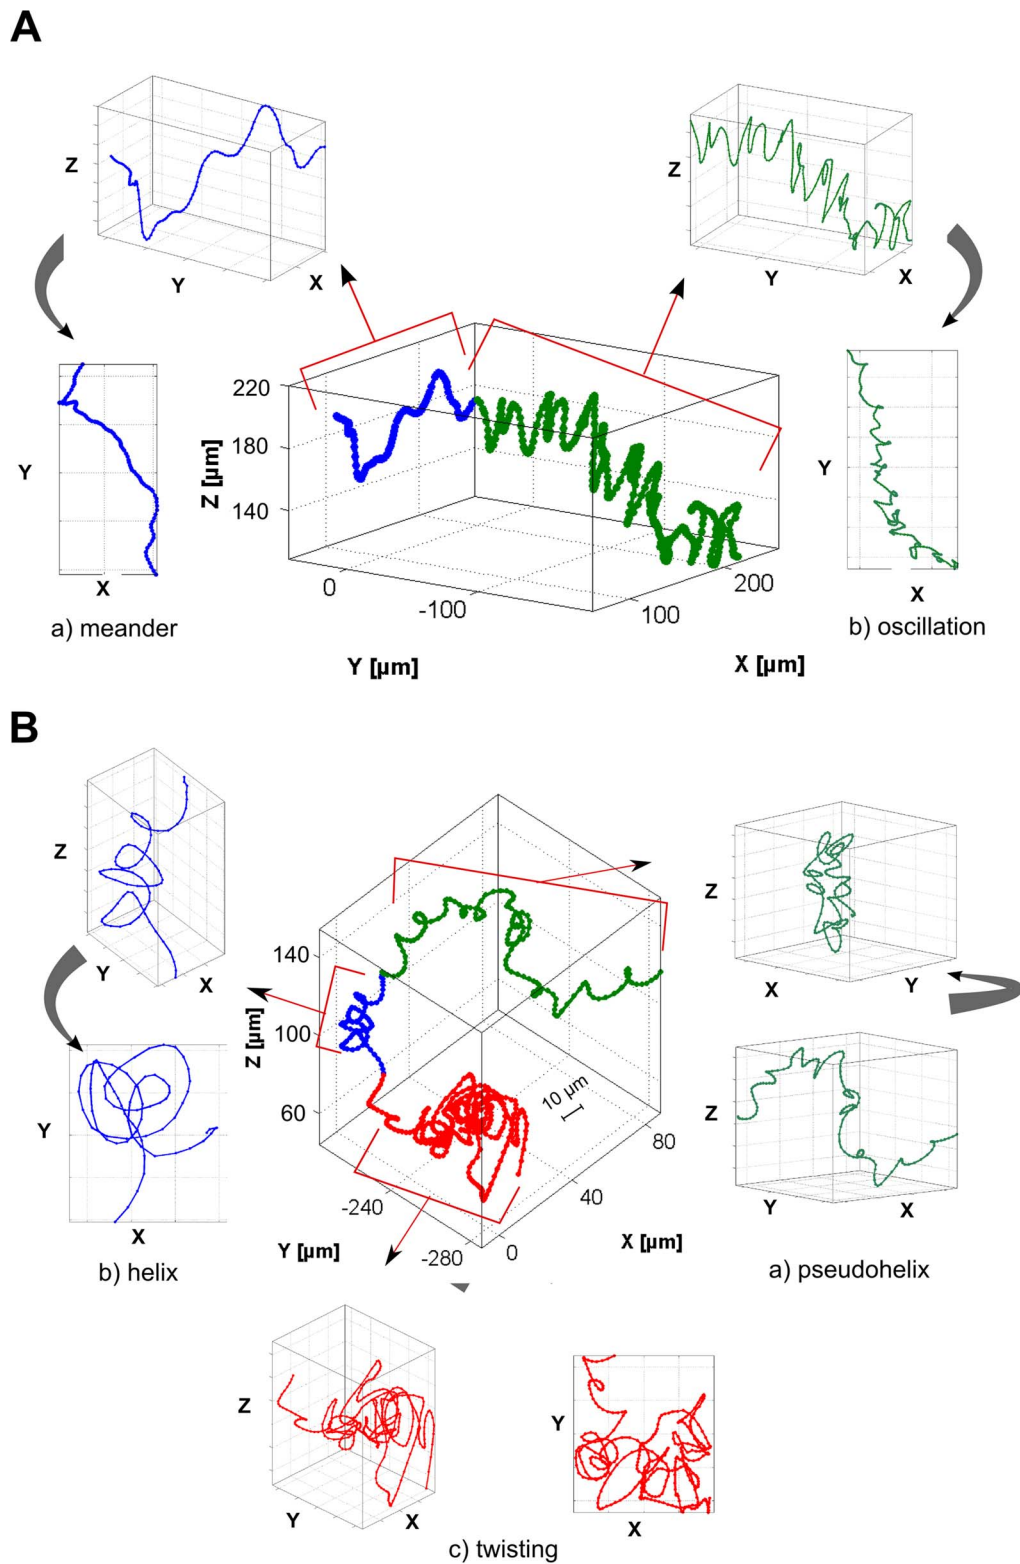 A
Z
Y
X
Z
Y
X
220
180
140
Z [µm]
0
-100
100
200
Y [µm]
X [µm]
Y
X
a) meander
Y
X
b) oscillation
B
Z
Y
X
Y
X
b) helix
140
100
60
Z [µm]
10 µm
-240
-280
0
40
80
Y [µm]
X [µm]
Z
X
Y
Z
Y
X
a) pseudohelix
Z
Y
X
Y
X
c) twisting